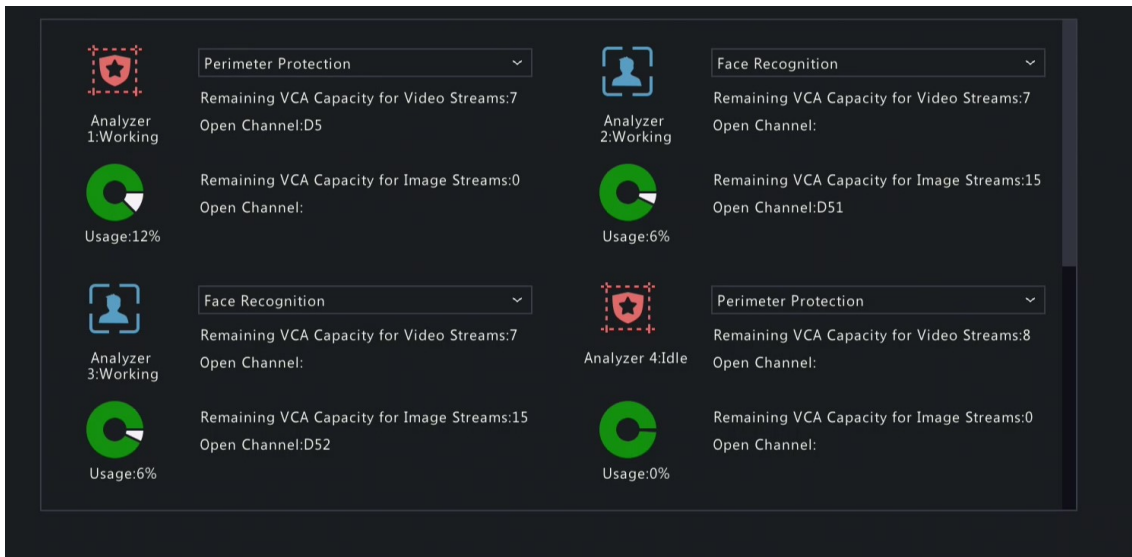 Perimeter Protection
Remaining VCA Capacity for Video Streams:7
Analyzer
1:Working
Open Channel:D5
Remaining VCA Capacity for Image Streams:0
Open Channel:
Usage:12%
Face Recognition
Remaining VCA Capacity for Video Streams:7
Analyzer
2:Working
Open Channel:
Remaining VCA Capacity for Image Streams:15
Open Channel:D51
Usage:6%
Face Recognition
Remaining VCA Capacity for Video Streams:7
Analyzer
3:Working
Open Channel:
Remaining VCA Capacity for Image Streams:15
Open Channel:D52
Usage:6%
Perimeter Protection
Remaining VCA Capacity for Video Streams:8
Analyzer 4:Idle
Open Channel:
Remaining VCA Capacity for Image Streams:0
Open Channel:
Usage:0%